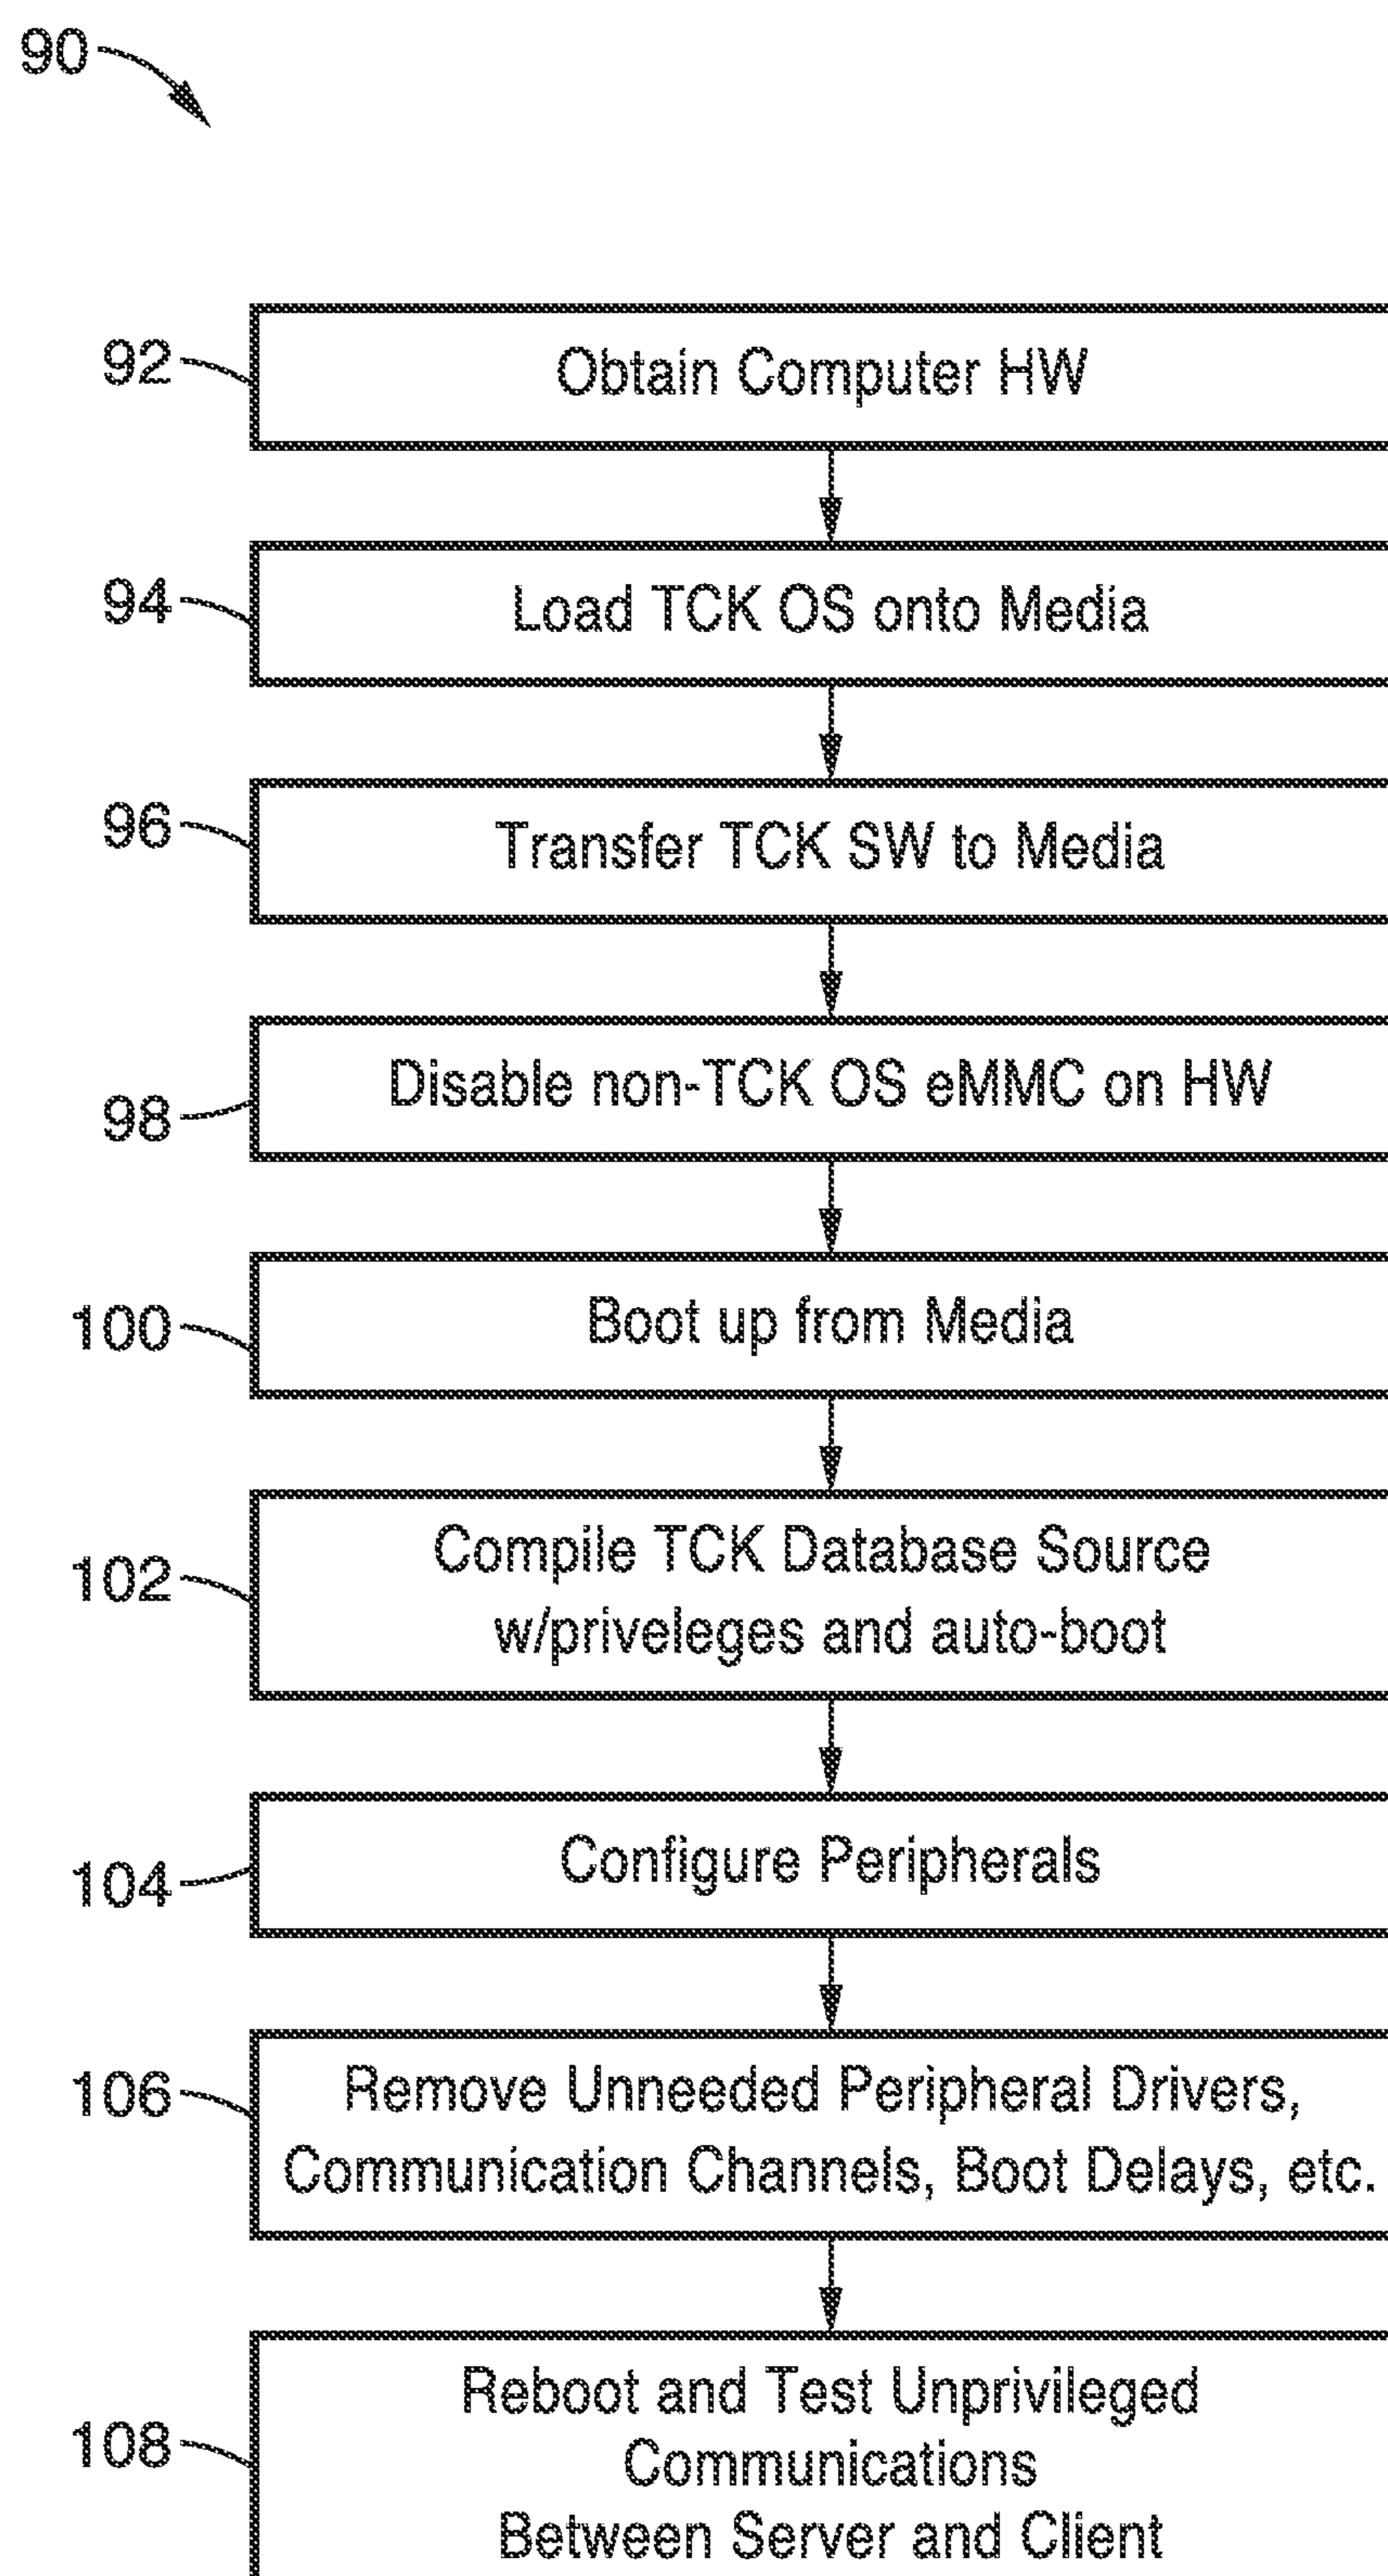 90
92
Obtain Computer HW
94
Load TCK OS onto Media
96
Transfer TCK SW to Media
98
Disable non-TCK OS eMMC on HW
100
Boot up from Media
102
Compile TCK Database Source
w/priveleges and auto-boot
104
Configure Peripherals
106
Remove Unneeded Peripheral Drivers,
Communication Channels, Boot Delays, etc.
108
Reboot and Test Unprivileged
Communications
Between Server and Client